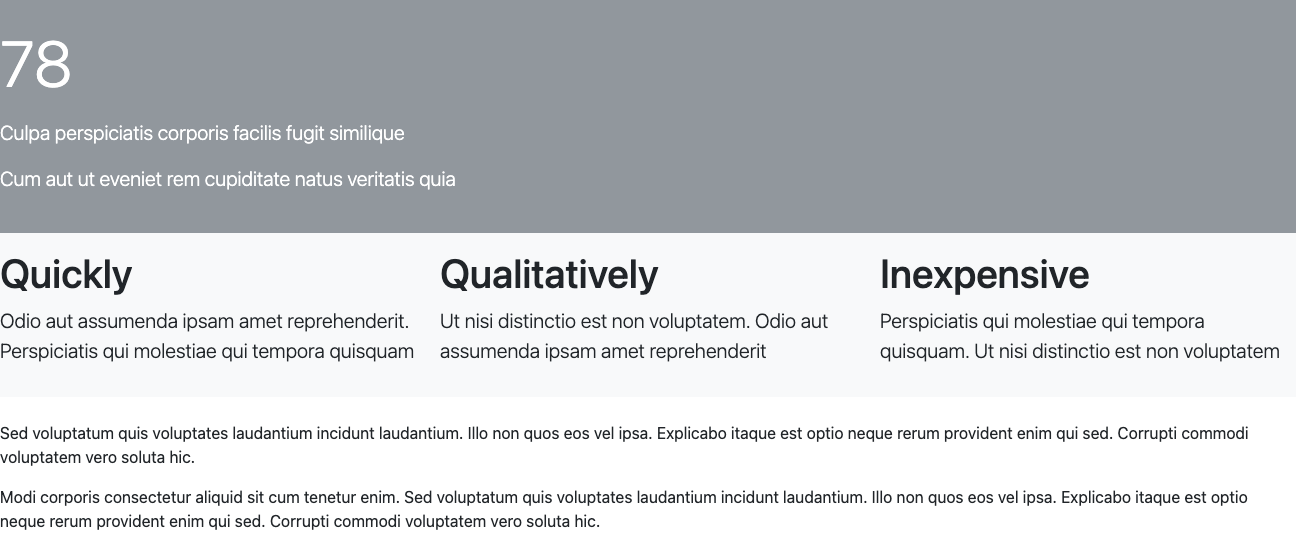 78
Culpa perspiciatis corporis facilis fugit similique
Cum aut ut eveniet rem cupiditate natus veritatis quia
Quickly
Odio aut assumenda ipsam amet reprehenderit.
Perspiciatis qui molestiae qui tempora quisquam
Qualitatively
Ut nisi distinctio est non voluptatem. Odio aut
assumenda ipsam amet reprehenderit
Inexpensive
Perspiciatis qui molestiae qui tempora
quisquam. Ut nisi distinctio est non voluptatem
Sed voluptatum quis voluptates laudantium incidunt laudantium. Illo non quos eos vel ipsa. Explicabo itaque est optio neque rerum provident enim qui sed. Corrupti commodi
voluptatem vero soluta hic.
Modi corporis consectetur aliquid sit cum tenetur enim. Sed voluptatum quis voluptates laudantium incidunt laudantium. Illo non quos eos vel ipsa. Explicabo itaque est optio
neque rerum provident enim qui sed. Corrupti commodi voluptatem vero soluta hic.